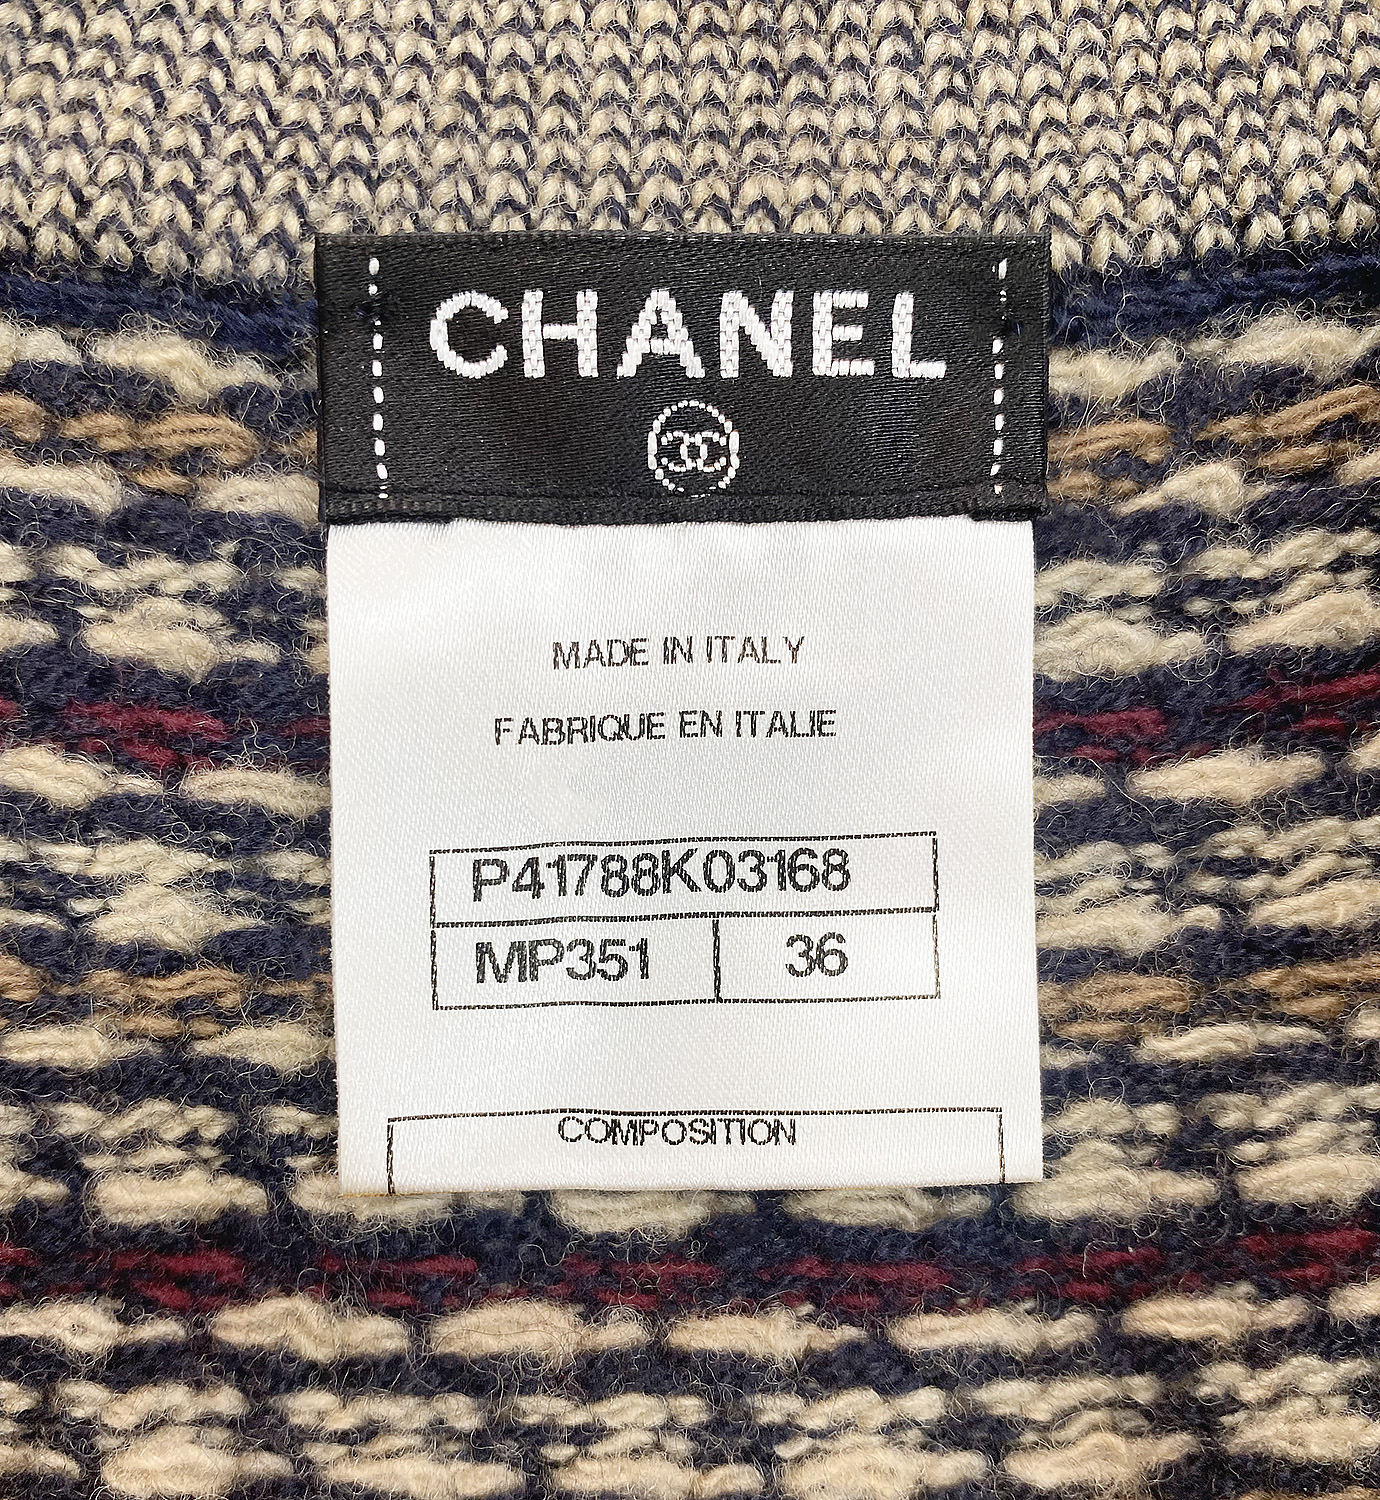 CHANEL
MADE IN ITALY
FABRIQUE EN ITALIE
P41788K03168
MP351 36
COMPOSITION